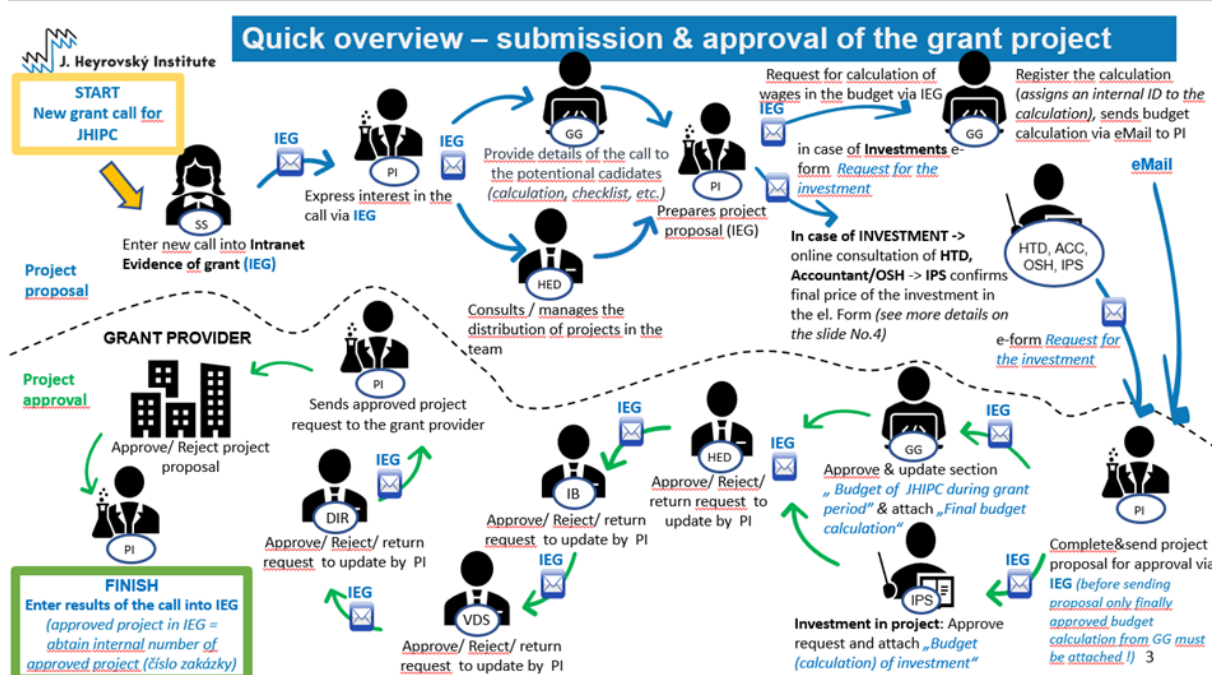 Quick overview – submission & approval of the grant project
J. Heyrovský Institute
START
New grant call for
JHIPC
SS
Enter new call into Intranet
Evidence of grant (IEG)
IEG
PI
Express interest in the
call via IEG
IEG
GG
Provide details of the call to
the potential cadidates
(calculation, checklist, etc.)
HED
Consults / manages the
distribution of projects in the
team
PI
Prepares project
proposal (IEG)
Request for calculation of
wages in the budget via IEG
IEG
in case of Investments e-
form Request for the
investment
GG
Register the calculation
(assigns an internal ID to the
calculation), sends budget
calculation via eMail to PI
eMail
In case of INVESTMENT ->
online consultation of HTD,
Accountant/OSH -> IPS confirms
final price of the investment in
the el. Form (see more details on
the slide No.4)
HTD, ACC,
OSH, IPS
e-form Request for
the investment
Project
proposal
Project
approval
PI
Complete&send project
proposal for approval via
IEG (before sending
proposal only finally
approved budget
calculation from GG must
be attached !)
IEG
GG
Approve & update section
„ Budget of JHIPC during grant
period" & attach „Final budget
calculation“
IEG
IPS
Investment in project: Approve
request and attach „Budget
(calculation) of investment“
IEG
HED
Approve/ Reject/
return request to
update by PI
IEG
IB
Approve/ Reject/ return
request to update by PI
IEG
VDS
Approve/ Reject/ return
request to update by PI
IEG
DIR
Approve/ Reject/ return
request to update by PI
IEG
PI
Sends approved project
request to the grant provider
GRANT PROVIDER
Approve/ Reject project
proposal
PI
FINISH
Enter results of the call into IEG
(approved project in IEG =
abtain internal number of
approved project (číslo zakázky)
3